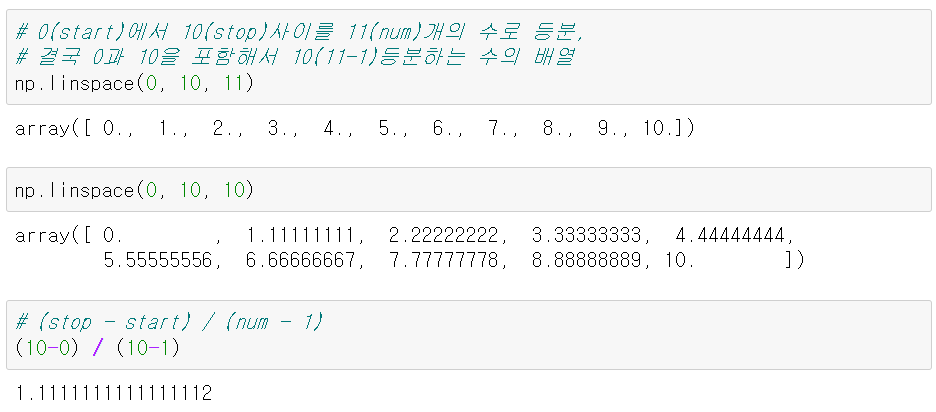 # 0(start)에서 10(stop)사이를 11(num)개의 수로 등분,
# 결국 0과 10을 포함해서 10(11-1)등분하는 수의 배열
np.linspace(0, 10, 11)
array([ 0.,  1.,  2.,  3.,  4.,  5.,  6.,  7.,  8.,  9., 10.])
np.linspace(0, 10, 10)
array([ 0.        ,  1.11111111,  2.22222222,  3.33333333,  4.44444444,
        5.55555556,  6.66666667,  7.77777778,  8.88888889, 10.        ])
# (stop - start) / (num - 1)
(10-0) / (10-1)
1.1111111111111112